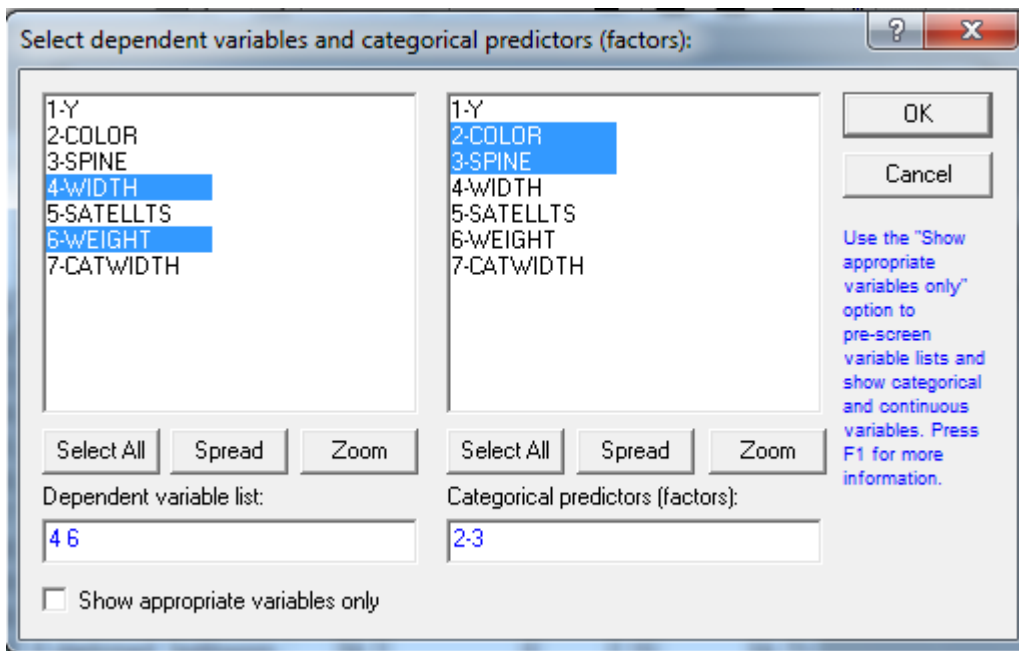 Select dependent variables and categorical predictors (factors):
?
x
1-Y
2-COLOR
3-SPINE
4-WIDTH
5-SATELLTS
6-WEIGHT
7-CATWIDTH
1-Y
2-COLOR
3-SPINE
4-WIDTH
5-SATELLTS
6-WEIGHT
7-CATWIDTH
OK
Cancel
Use the "Show
appropriate
variables only"
option to
pre-screen
variable lists and
show categorical
and continuous
variables. Press
F1 for more
information.
Select All
Spread
Zoom
Select All
Spread
Zoom
Dependent variable list:
Categorical predictors (factors):
4 6
2-3
Show appropriate variables only